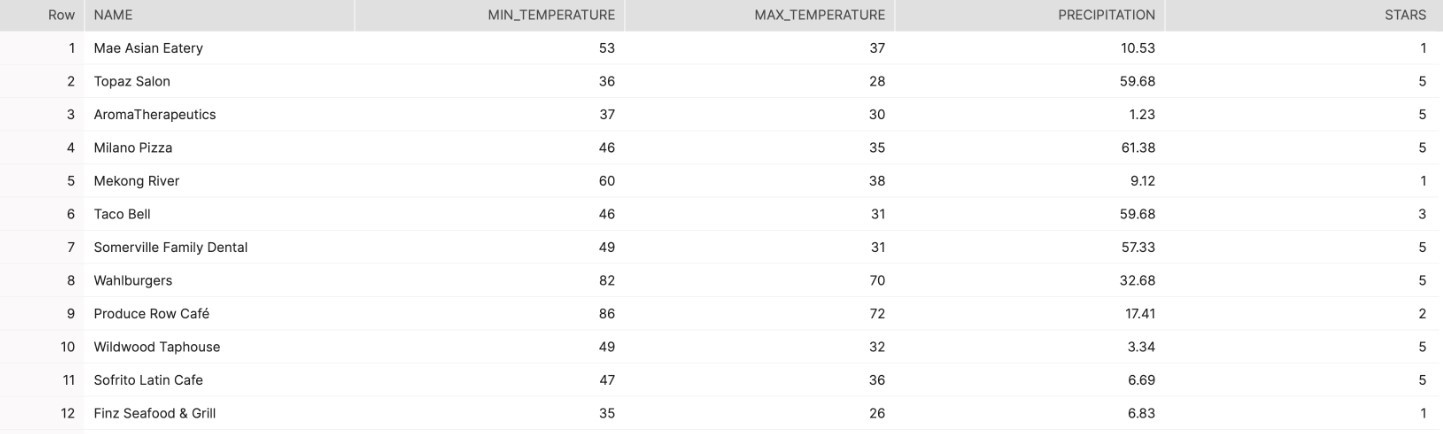 Row NAME MIN_TEMPERATURE MAX_TEMPERATURE PRECIPITATION STARS
1 Mae Asian Eatery 53 37 10.53 1
2 Topaz Salon 36 28 59.68 5
3 AromaTherapeutics 37 30 1.23 5
4 Milano Pizza 46 35 61.38 5
5 Mekong River 60 38 9.12 1
6 Taco Bell 46 31 59.68 3
7 Somerville Family Dental 49 31 57.33 5
8 Wahlburgers 82 70 32.68 5
9 Produce Row Café 86 72 17.41 2
10 Wildwood Taphouse 49 32 3.34 5
11 Sofrito Latin Cafe 47 36 6.69 5
12 Finz Seafood & Grill 35 26 6.83 1